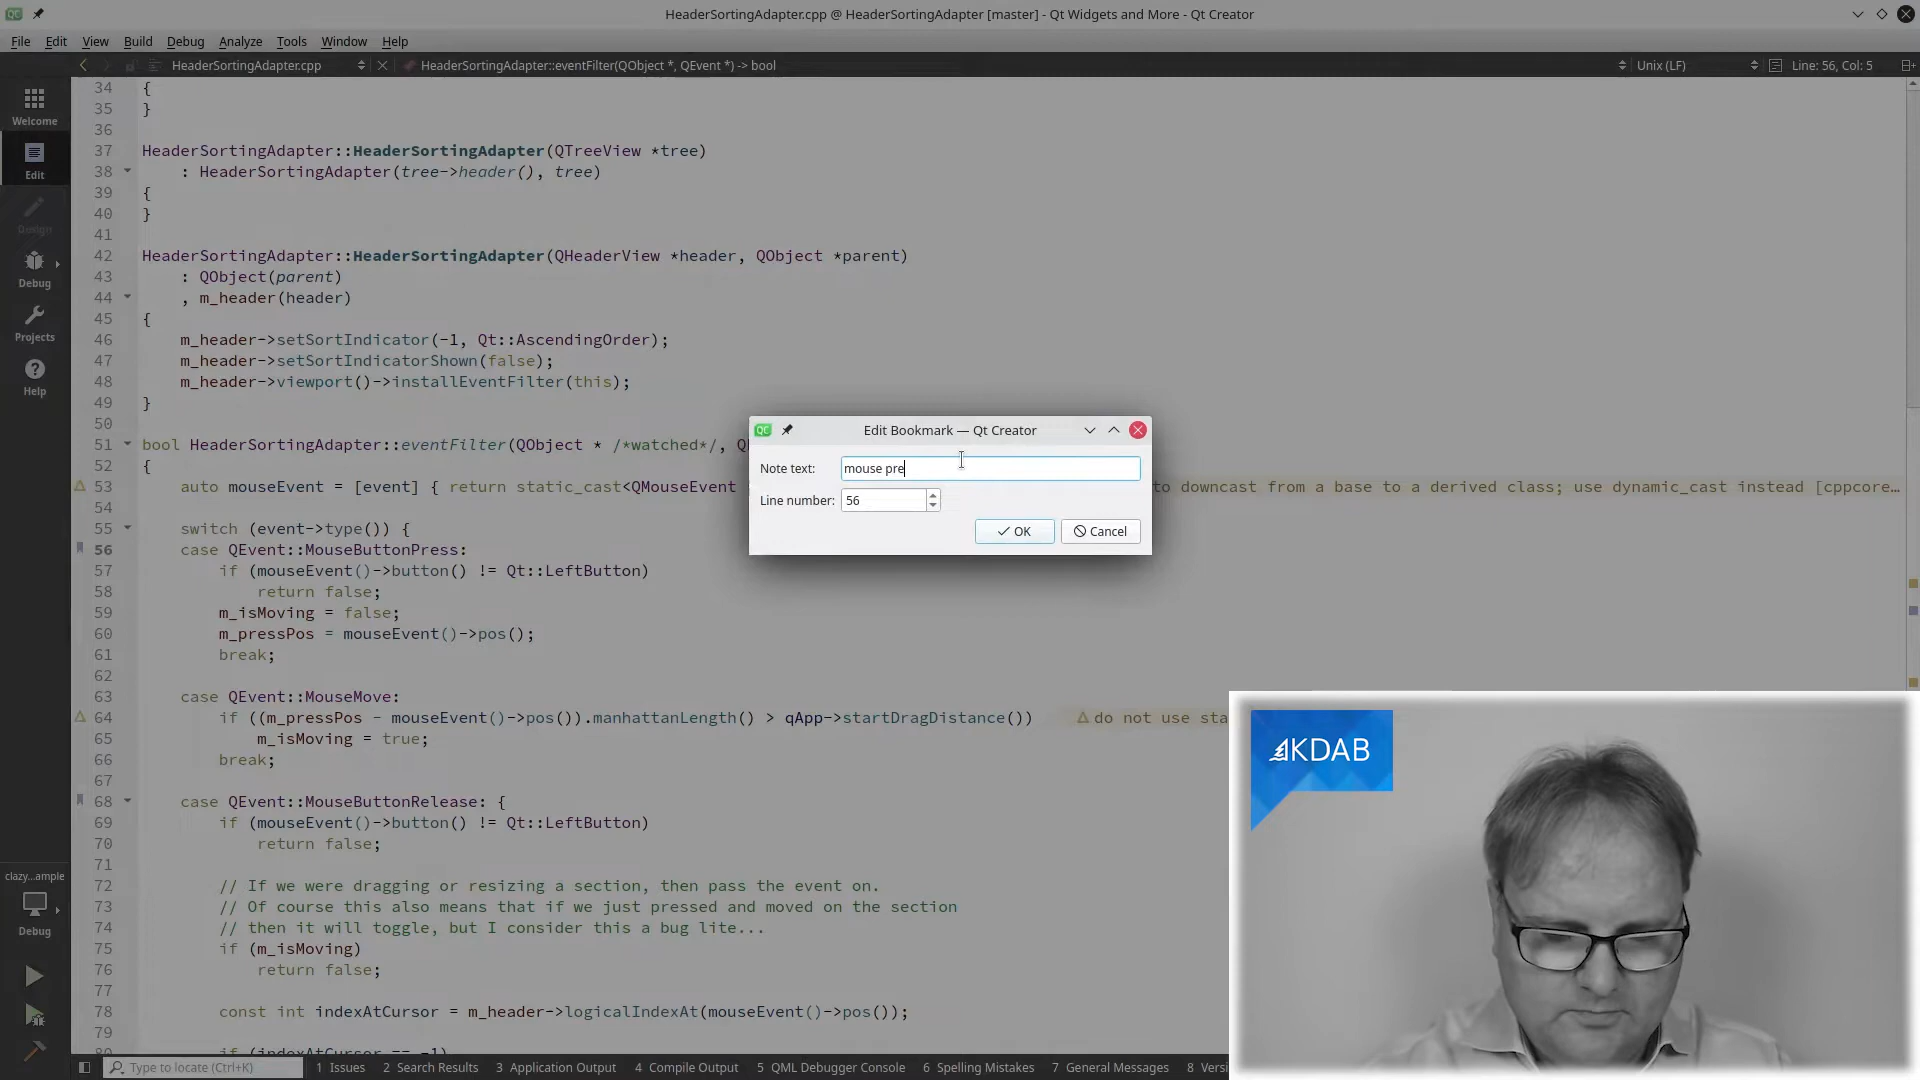 HeaderSortingAdapter.cpp @ HeaderSortingAdapter [master] - Qt Widgets and More - Qt Creator
File Edit View Build Debug Analyze Tools Window Help
HeaderSortingAdapter.cpp HeaderSortingAdapter::eventFilter(QObject *, QEvent *) -> bool Unix (LF) Line: 56, Col: 5
Welcome
Edit
Design
Debug
Projects
Help
clazy...ample
Debug
34 {
35 }
36
37 HeaderSortingAdapter::HeaderSortingAdapter(QTreeView *tree)
38 : HeaderSortingAdapter(tree->header(), tree)
39 {
40 }
41
42 HeaderSortingAdapter::HeaderSortingAdapter(QHeaderView *header, QObject *parent)
43 : QObject(parent)
44 , m_header(header)
45 {
46 m_header->setSortIndicator(-1, Qt::AscendingOrder);
47 m_header->setSortIndicatorShown(false);
48 m_header->viewport()->installEventFilter(this);
49 }
50
51 bool HeaderSortingAdapter::eventFilter(QObject * /*watched*/, Q
52 {
53 auto mouseEvent = [event] { return static_cast<QMouseEvent to downcast from a base to a derived class; use dynamic_cast instead [cppcore…
54
55 switch (event->type()) {
56 case QEvent::MouseButtonPress:
57 if (mouseEvent()->button() != Qt::LeftButton)
58 return false;
59 m_isMoving = false;
60 m_pressPos = mouseEvent()->pos();
61 break;
62
63 case QEvent::MouseMove:
64 if ((m_pressPos - mouseEvent()->pos()).manhattanLength() > qApp->startDragDistance()) do not use sta
65 m_isMoving = true;
66 break;
67
68 case QEvent::MouseButtonRelease: {
69 if (mouseEvent()->button() != Qt::LeftButton)
70 return false;
71
72 // If we were dragging or resizing a section, then pass the event on.
73 // Of course this also means that if we just pressed and moved on the section
74 // then it will toggle, but I consider this a bug lite...
75 if (m_isMoving)
76 return false;
77
78 const int indexAtCursor = m_header->logicalIndexAt(mouseEvent()->pos());
79
80 if (indexAtCursor == -1)
Edit Bookmark — Qt Creator
Note text: mouse pre
Line number: 56
OK Cancel
KDAB
Type to locate (Ctrl+K) 1 Issues 2 Search Results 3 Application Output 4 Compile Output 5 QML Debugger Console 6 Spelling Mistakes 7 General Messages 8 Versi